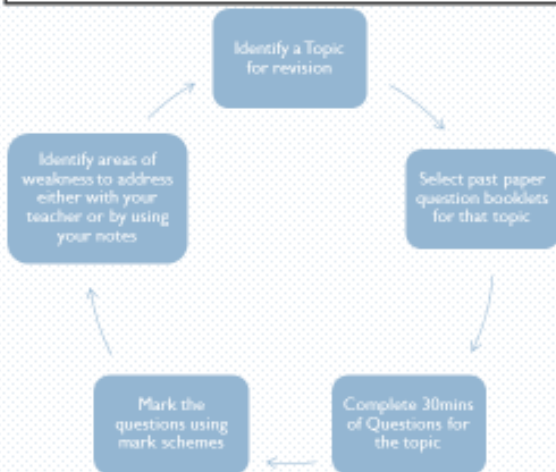 Identify a Topic
for revision
Select past paper
question booklets
for that topic
Complete 30mins
of Questions for
the topic
Mark the
questions using
mark schemes
Identify areas of
weakness to address
either with your
teacher or by using
your notes